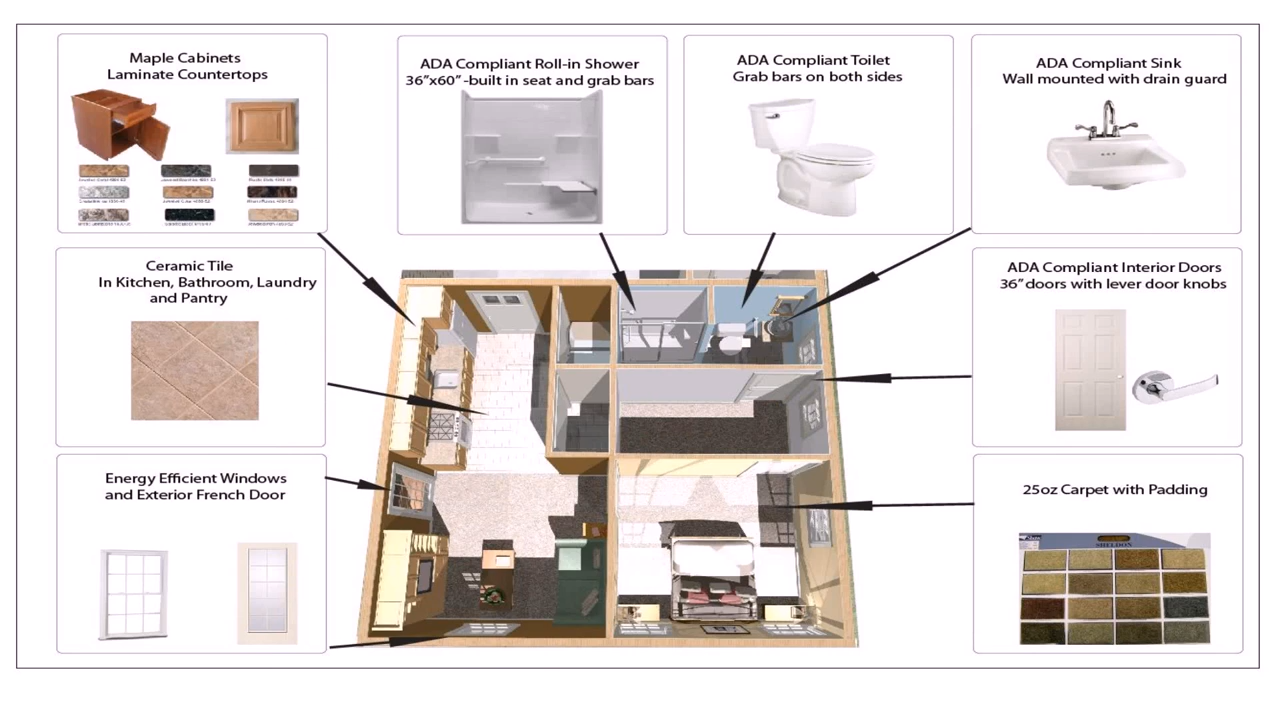 Maple Cabinets
Laminate Countertops
ADA Compliant Roll-in Shower
36”x60” -built in seat and grab bars
ADA Compliant Toilet
Grab bars on both sides
ADA Compliant Sink
Wall mounted with drain guard
Ceramic Tile
In Kitchen, Bathroom, Laundry
and Pantry
ADA Compliant Interior Doors
36” doors with lever door knobs
Energy Efficient Windows
and Exterior French Door
25oz Carpet with Padding
SHELDON